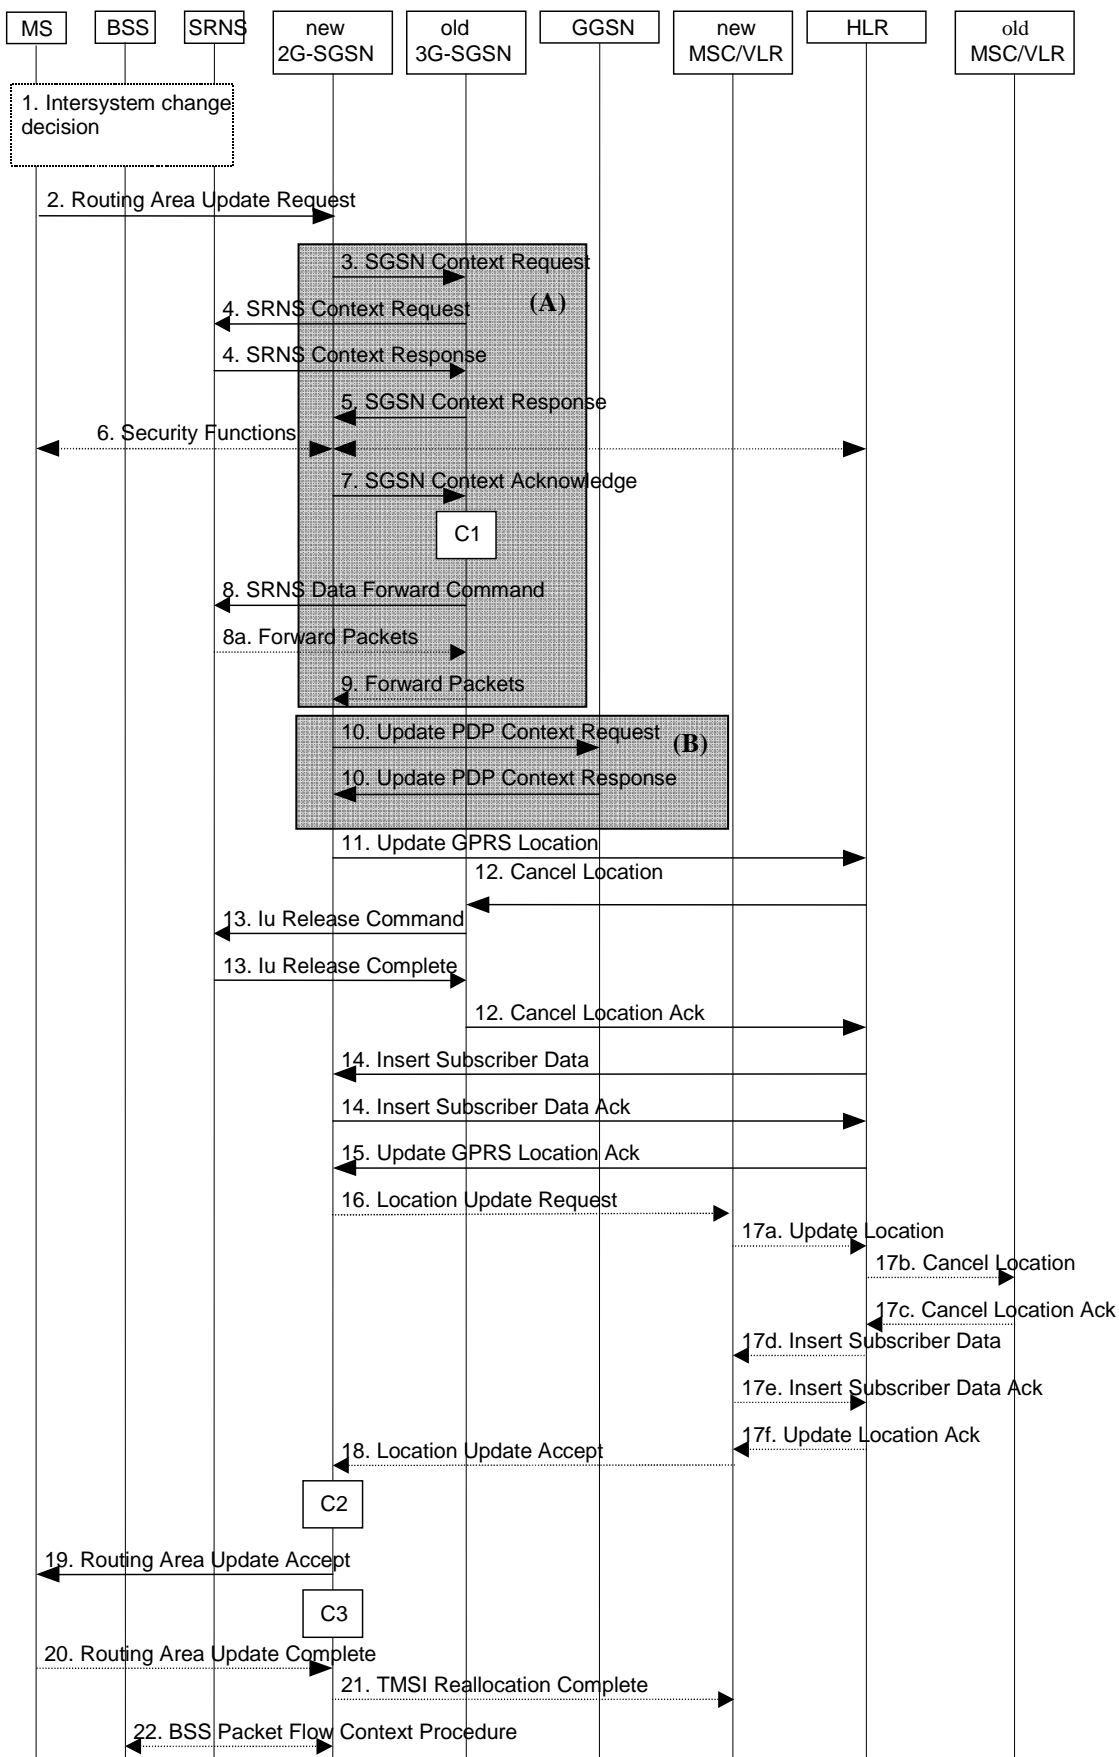 MS
BSS
SRNS
new
2G-SGSN
old
3G-SGSN
GGSN
new
MSC/VLR
HLR
old
MSC/VLR
1. Intersystem change
decision
2. Routing Area Update Request
3. SGSN Context Request
(A)
4. SRNS Context Request
4. SRNS Context Response
5. SGSN Context Response
6. Security Functions
7. SGSN Context Acknowledge
C1
8. SRNS Data Forward Command
8a. Forward Packets
9. Forward Packets
10. Update PDP Context Request
(B)
10. Update PDP Context Response
11. Update GPRS Location
12. Cancel Location
13. Iu Release Command
13. Iu Release Complete
12. Cancel Location Ack
14. Insert Subscriber Data
14. Insert Subscriber Data Ack
15. Update GPRS Location Ack
16. Location Update Request
17a. Update Location
17b. Cancel Location
17c. Cancel Location Ack
17d. Insert Subscriber Data
17e. Insert Subscriber Data Ack
17f. Update Location Ack
18. Location Update Accept
C2
19. Routing Area Update Accept
C3
20. Routing Area Update Complete
21. TMSI Reallocation Complete
22. BSS Packet Flow Context Procedure